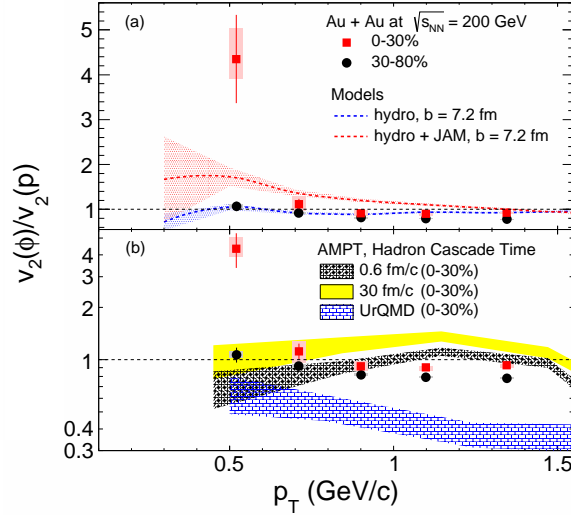 (a)
Au + Au at √s_NN = 200 GeV
0-30%
30-80%
Models
hydro, b = 7.2 fm
hydro + JAM, b = 7.2 fm
5
4
3
2
1
v₂(ϕ)/v₂(p)
(b)
AMPT, Hadron Cascade Time
0.6 fm/c (0-30%)
30 fm/c (0-30%)
UrQMD (0-30%)
4
3
2
1
0.4
0.3
0.5 1 1.5
p_T (GeV/c)